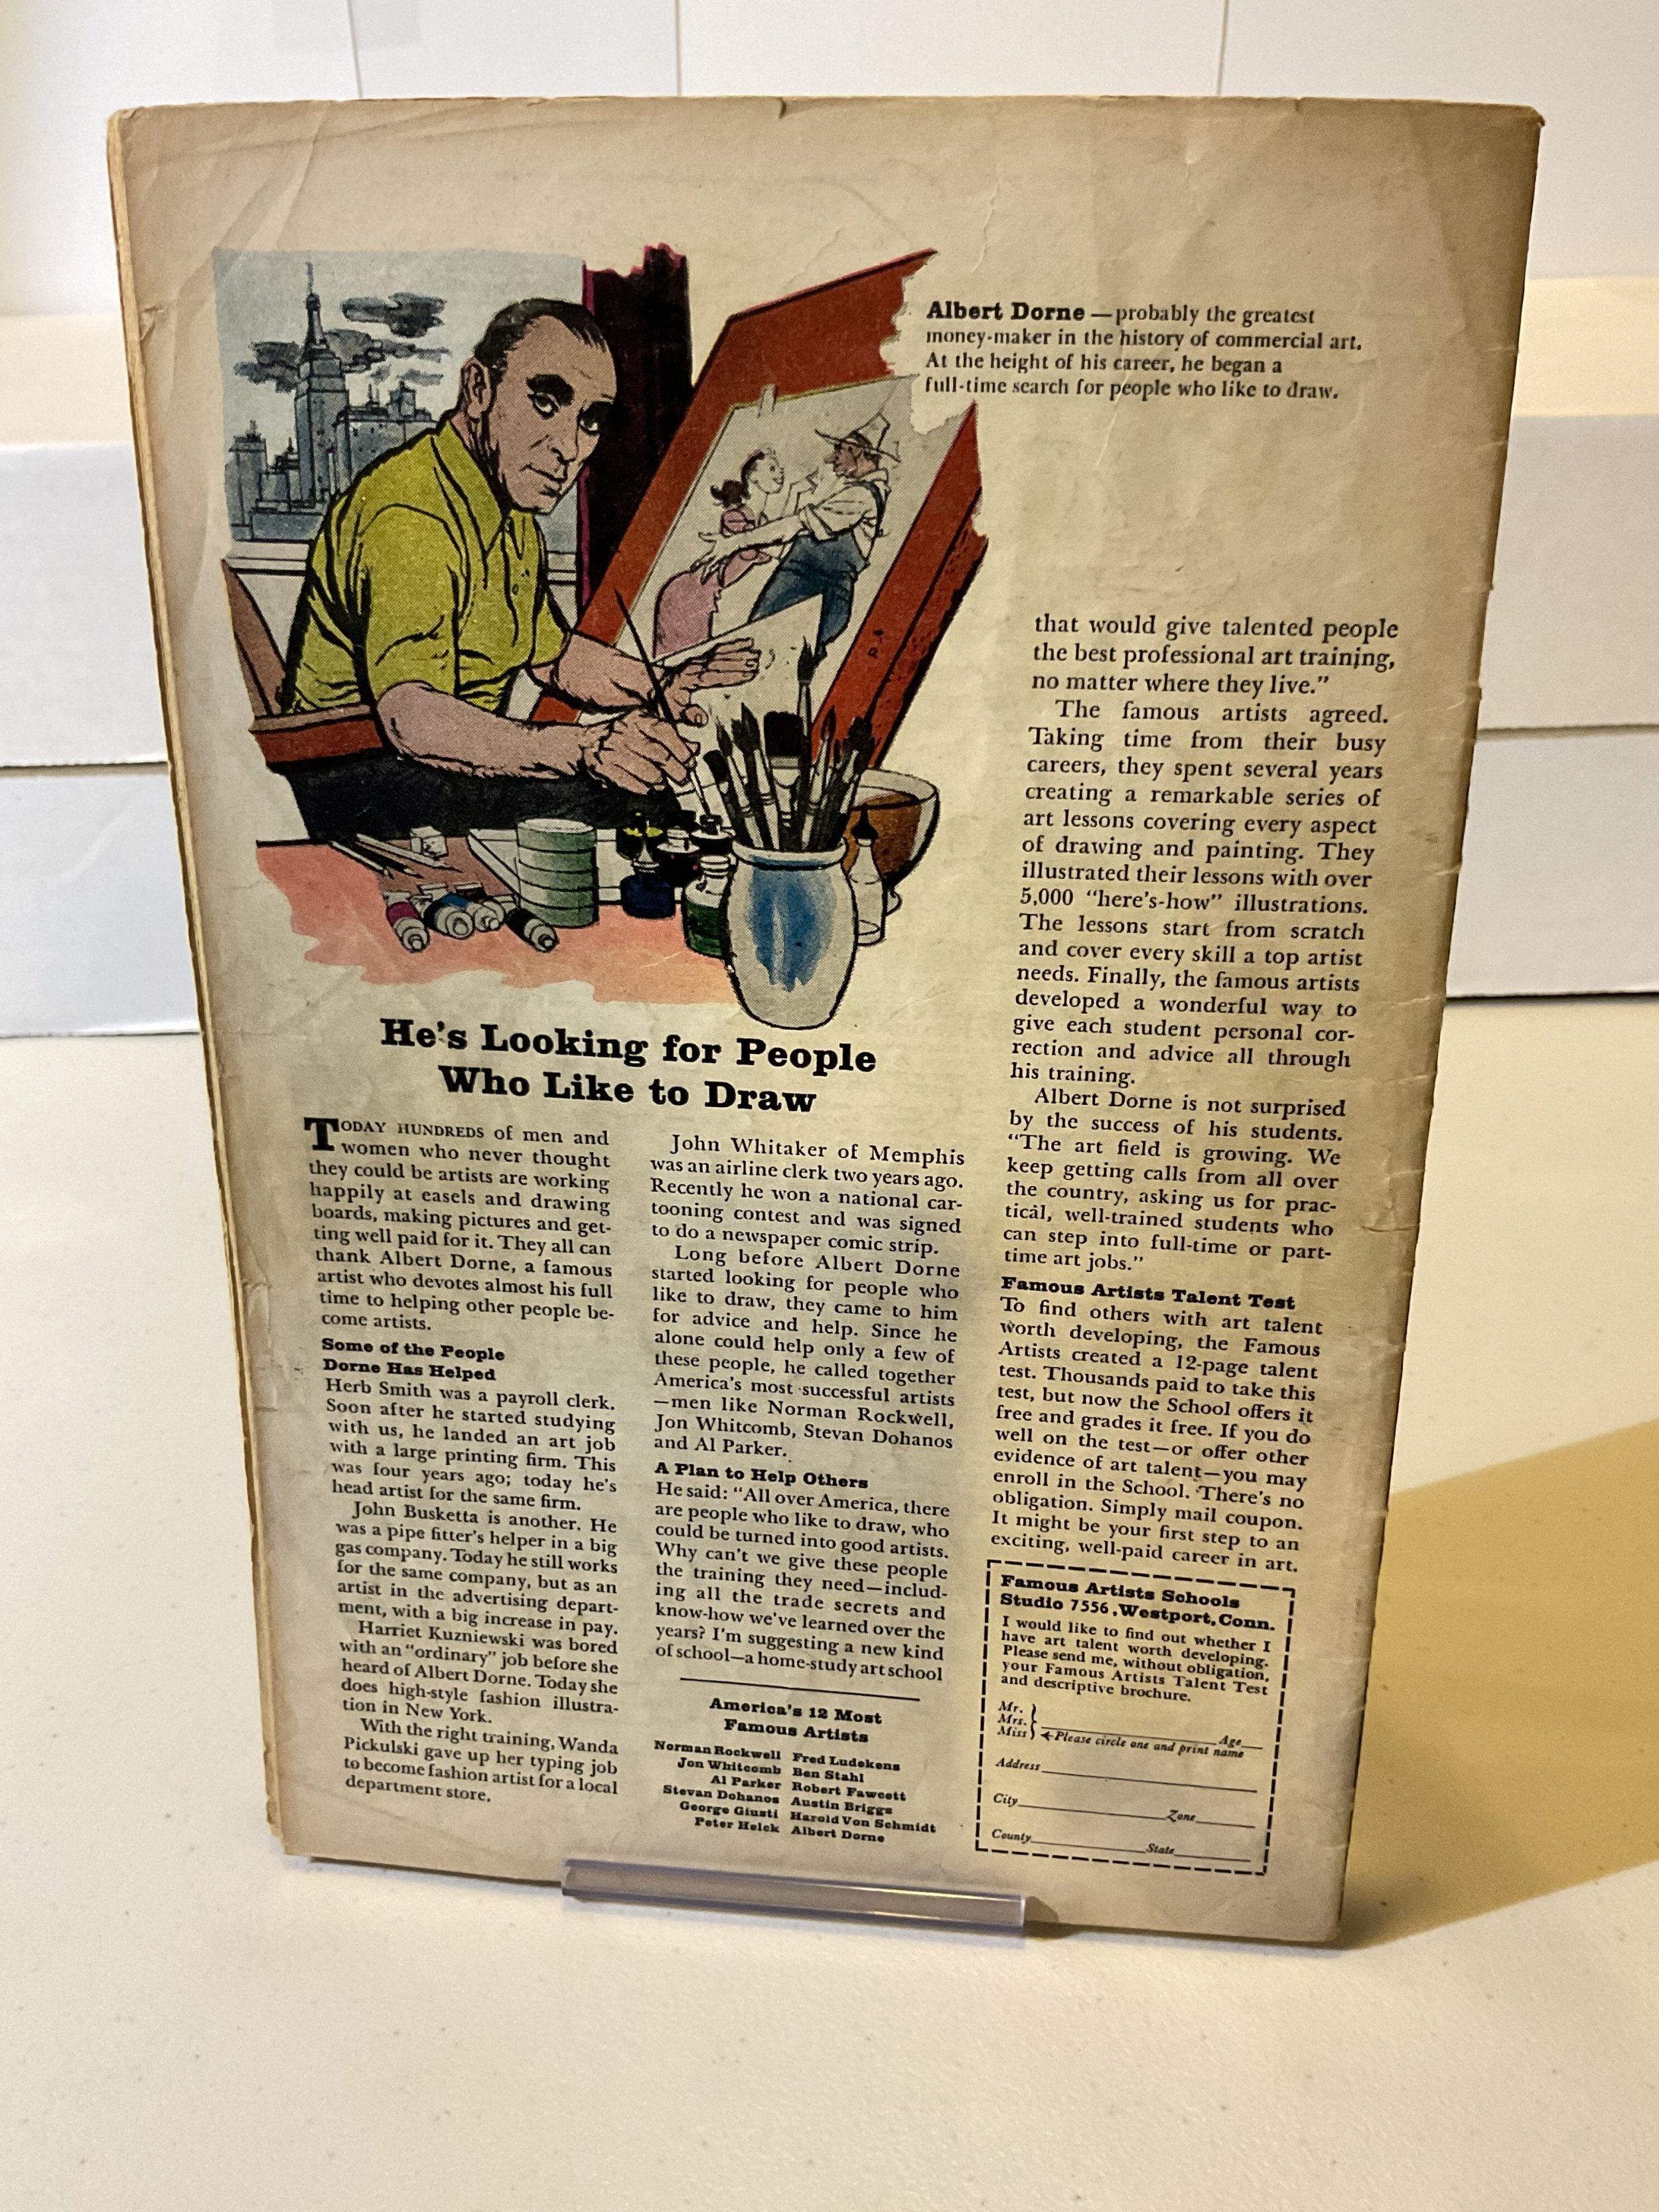 Albert Dorne — probably the greatest
money-maker in the history of commercial art.
At the height of his career, he began a
full-time search for people who like to draw.
He's Looking for People
Who Like to Draw
TODAY HUNDREDS of men and
women who never thought
they could be artists are working
happily at easels and drawing
boards, making pictures and get-
ting well paid for it. They all can
thank Albert Dorne, a famous
artist who devotes almost his full
time to helping other people be-
come artists.
Some of the People
Dorne Has Helped
Herb Smith was a payroll clerk.
Soon after he started studying
with us, he landed an art job
with a large printing firm. This
was four years ago; today he's
head artist for the same firm.
John Busketta is another. He
was a pipe fitter's helper in a big
gas company. Today he still works
for the same company, but as an
artist in the advertising depart-
ment, with a big increase in pay.
Harriet Kuzniewski was bored
with an "ordinary" job before she
heard of Albert Dorne. Today she
does high-style fashion illustra-
tion in New York.
With the right training, Wanda
Pickulski gave up her typing job
to become fashion artist for a local
department store.
John Whitaker of Memphis
was an airline clerk two years ago.
Recently he won a national car-
tooning contest and was signed
to do a newspaper comic strip.
Long before Albert Dorne
started looking for people who
like to draw, they came to him
for advice and help. Since he
alone could help only a few of
these people, he called together
America's most successful artists
—men like Norman Rockwell,
Jon Whitcomb, Stevan Dohanos
and Al Parker.
A Plan to Help Others
He said: "All over America, there
are people who like to draw, who
could be turned into good artists.
Why can't we give these people
the training they need—includ-
ing all the trade secrets and
know-how we've learned over the
years? I'm suggesting a new kind
of school—a home-study art school
that would give talented people
the best professional art training,
no matter where they live."
The famous artists agreed.
Taking time from their busy
careers, they spent several years
creating a remarkable series of
art lessons covering every aspect
of drawing and painting. They
illustrated their lessons with over
5,000 "here's-how" illustrations.
The lessons start from scratch
and cover every skill a top artist
needs. Finally, the famous artists
developed a wonderful way to
give each student personal cor-
rection and advice all through
his training.
Albert Dorne is not surprised
by the success of his students.
"The art field is growing. We
keep getting calls from all over
the country, asking us for prac-
tical, well-trained students who
can step into full-time or part-
time art jobs."
Famous Artists Talent Test
To find others with art talent
worth developing, the Famous
Artists created a 12-page talent
test. Thousands paid to take this
test, but now the School offers it
free and grades it free. If you do
well on the test—or offer other
evidence of art talent—you may
enroll in the School. There's no
obligation. Simply mail coupon.
It might be your first step to an
exciting, well-paid career in art.
America's 12 Most
Famous Artists
Norman Rockwell Fred Ludekens
Jon Whitcomb Ben Stahl
Al Parker Robert Fawcett
Stevan Dohanos Austin Briggs
George Giusti Harold Von Schmidt
Peter Helck Albert Dorne
Famous Artists Schools
Studio 7556, Westport, Conn.
I would like to find out whether I
have art talent worth developing.
Please send me, without obligation,
your Famous Artists Talent Test
and descriptive brochure.
Mr.
Mrs. Age
Miss Please circle one and print name
Address
City Zone
County State